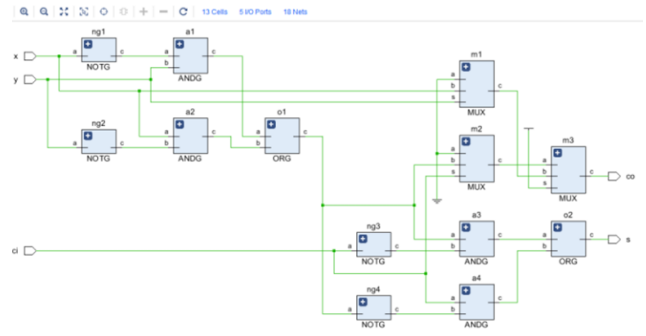 13 Cells 5 I/O Ports 18 Nets
ng1
a c
NOTG
a1
a c
b
ANDG
x
y
ng2
a c
NOTG
a2
a c
b
ANDG
o1
a c
b
ORG
m1
a
b c
s
MUX
m2
a
b c
s
MUX
m3
a
b c
s
MUX
co
ci
ng3
a c
NOTG
a3
a c
b
ANDG
o2
a c
b
ORG
s
ng4
a c
NOTG
a4
a c
b
ANDG